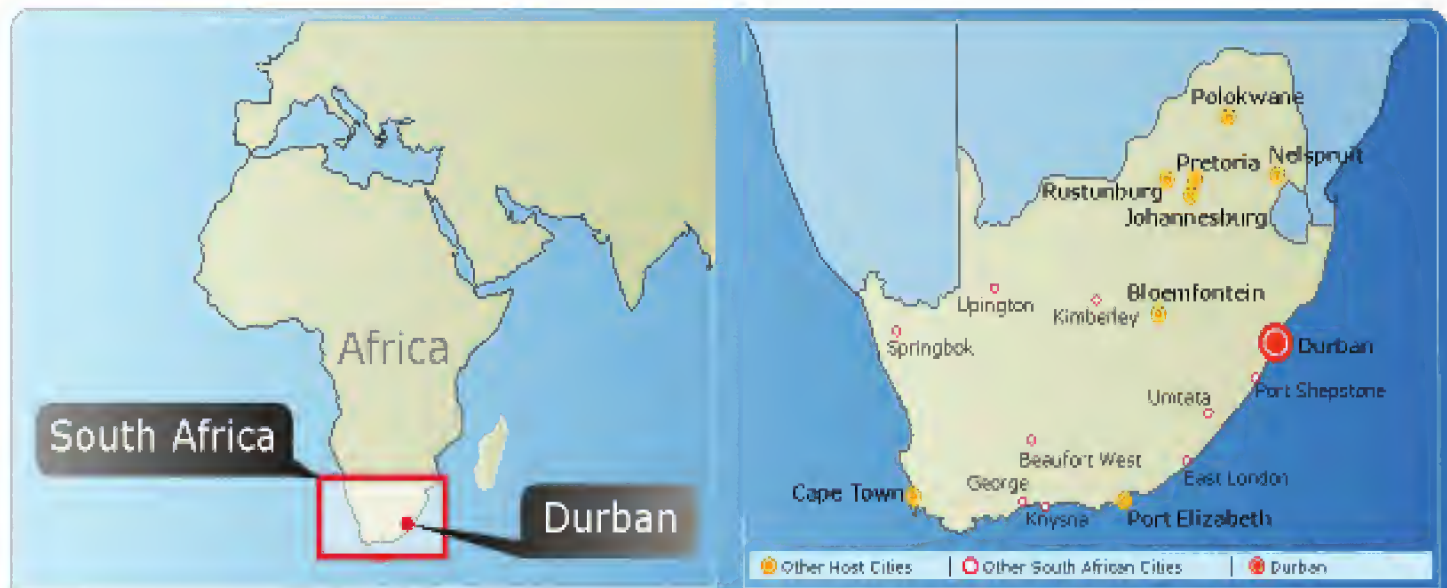 Africa
South Africa
Durban
Polokwane
Pretoria
Nelspruit
Rustunburg
Johannesburg
Upington
Kimberley
Bloemfontein
Springbok
Durban
Port Shepstone
Umtata
Beaufort West
East London
George
Cape Town
Knysna
Port Elizabeth
Other Host Cities
Other South African Cities
Durban